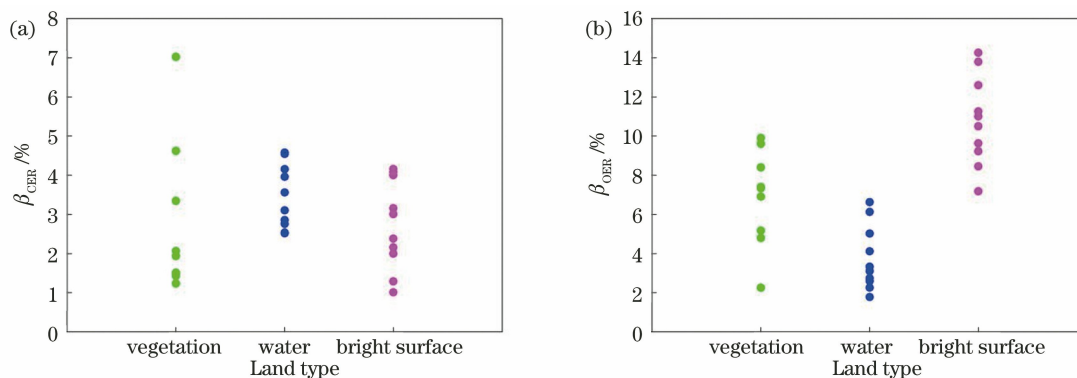 (a)
8
7
6
5
4
3
2
1
0
β_CER /%
vegetation water bright surface
Land type
(b)
16
14
12
10
8
6
4
2
0
β_OER /%
vegetation water bright surface
Land type